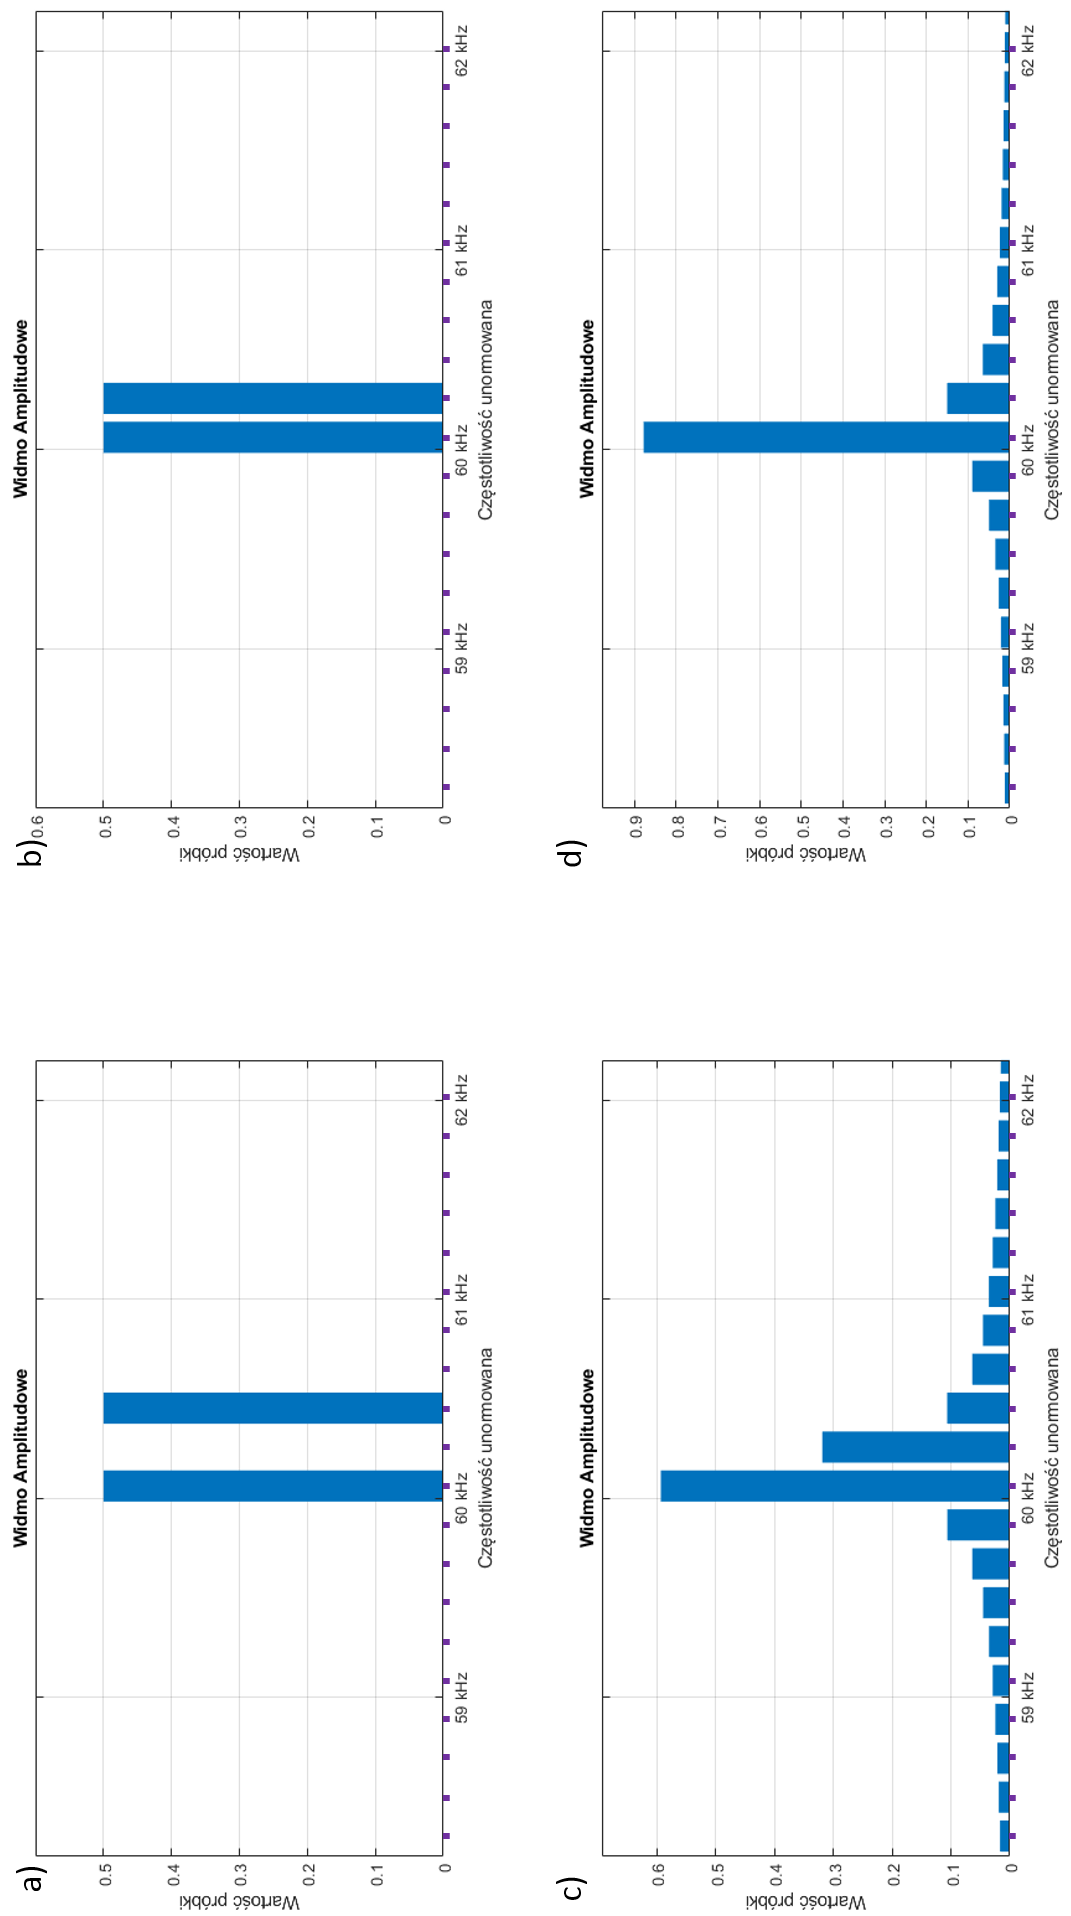 a)
Widmo Amplitudowe
Wartość próbki
0.5
0.4
0.3
0.2
0.1
0
59 kHz
60 kHz
61 kHz
62 kHz
Częstotliwość unormowana
b)
Widmo Amplitudowe
Wartość próbki
0.6
0.5
0.4
0.3
0.2
0.1
0
59 kHz
60 kHz
61 kHz
62 kHz
Częstotliwość unormowana
c)
Widmo Amplitudowe
Wartość próbki
0.6
0.5
0.4
0.3
0.2
0.1
0
59 kHz
60 kHz
61 kHz
62 kHz
Częstotliwość unormowana
d)
Widmo Amplitudowe
Wartość próbki
0.9
0.8
0.7
0.6
0.5
0.4
0.3
0.2
0.1
0
59 kHz
60 kHz
61 kHz
62 kHz
Częstotliwość unormowana